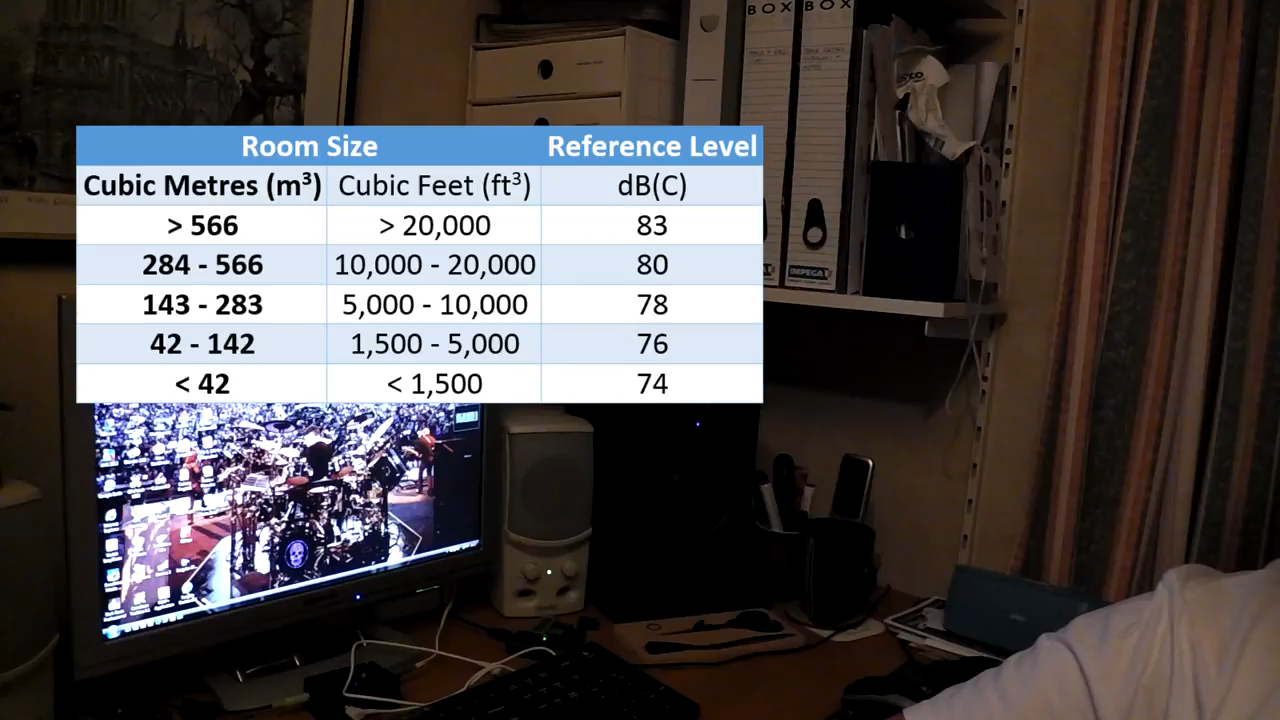 BOX BOX
Room Size Reference Level
Cubic Metres (m³) Cubic Feet (ft³) dB(C)
> 566 > 20,000 83
284 - 566 10,000 - 20,000 80
143 - 283 5,000 - 10,000 78
42 - 142 1,500 - 5,000 76
< 42 < 1,500 74
IMPEGA